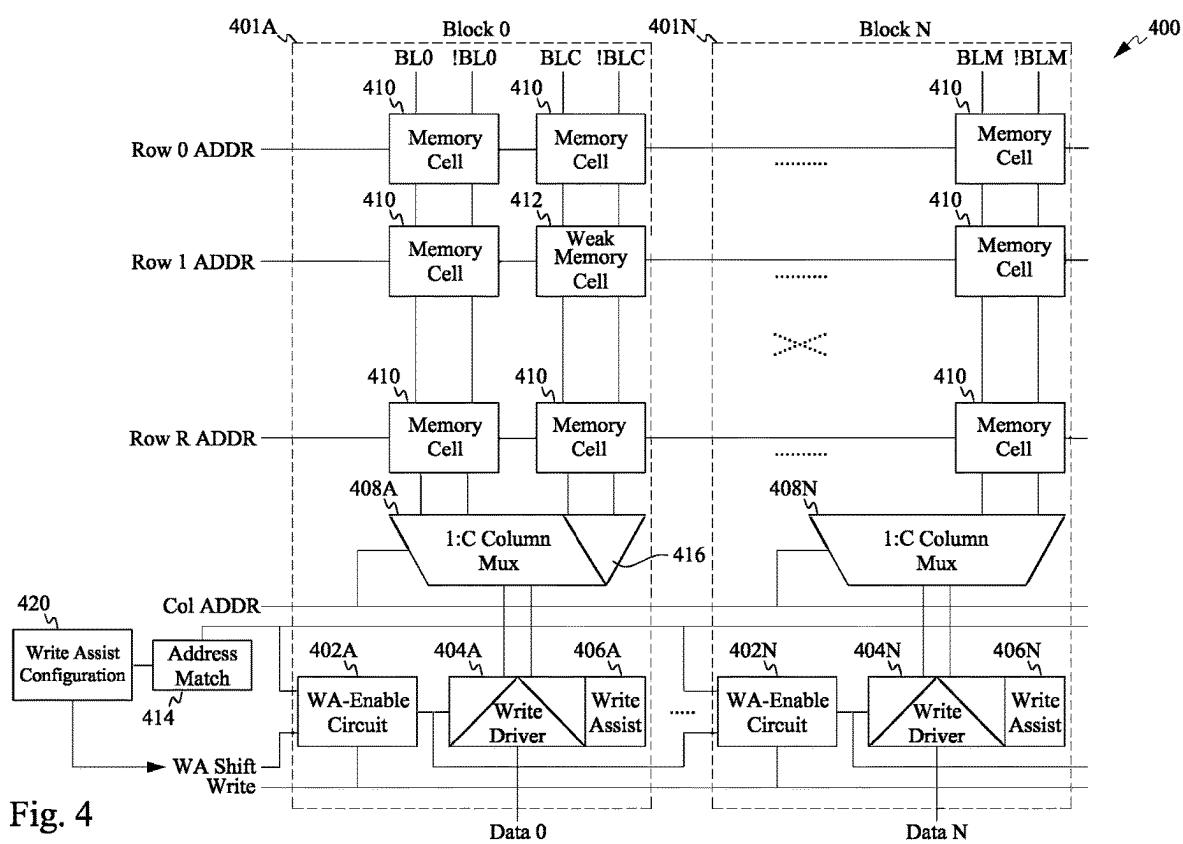 401A
Block 0
401N
Block N
400
BL0 !BL0 BLC !BLC
BLM !BLM
410
410
410
Row 0 ADDR
Memory
Cell
Memory
Cell
..........
Memory
Cell
410
412
410
Row 1 ADDR
Memory
Cell
Weak
Memory
Cell
..........
Memory
Cell
410
410
410
Row R ADDR
Memory
Cell
Memory
Cell
..........
Memory
Cell
408A
408N
1:C Column
Mux
416
1:C Column
Mux
Col ADDR
420
Write Assist
Configuration
Address
Match
414
402A
404A
406A
402N
404N
406N
WA-Enable
Circuit
Write
Driver
Write
Assist
.....
WA-Enable
Circuit
Write
Driver
Write
Assist
WA Shift
Write
Data 0
Data N
Fig. 4